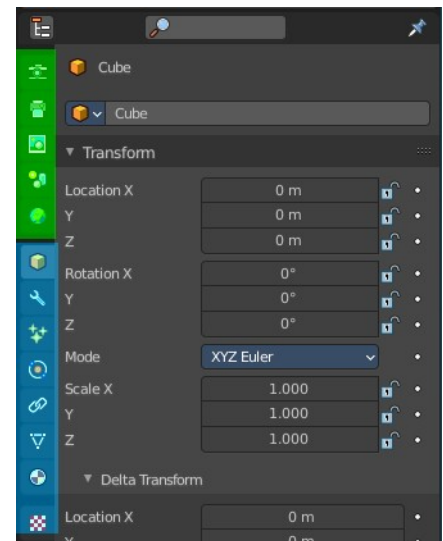 Cube
Cube
Transform
Location X 0 m
Y 0 m
Z 0 m
Rotation X 0°
Y 0°
Z 0°
Mode XYZ Euler
Scale X 1.000
Y 1.000
Z 1.000
Delta Transform
Location X 0 m
Y 0 m